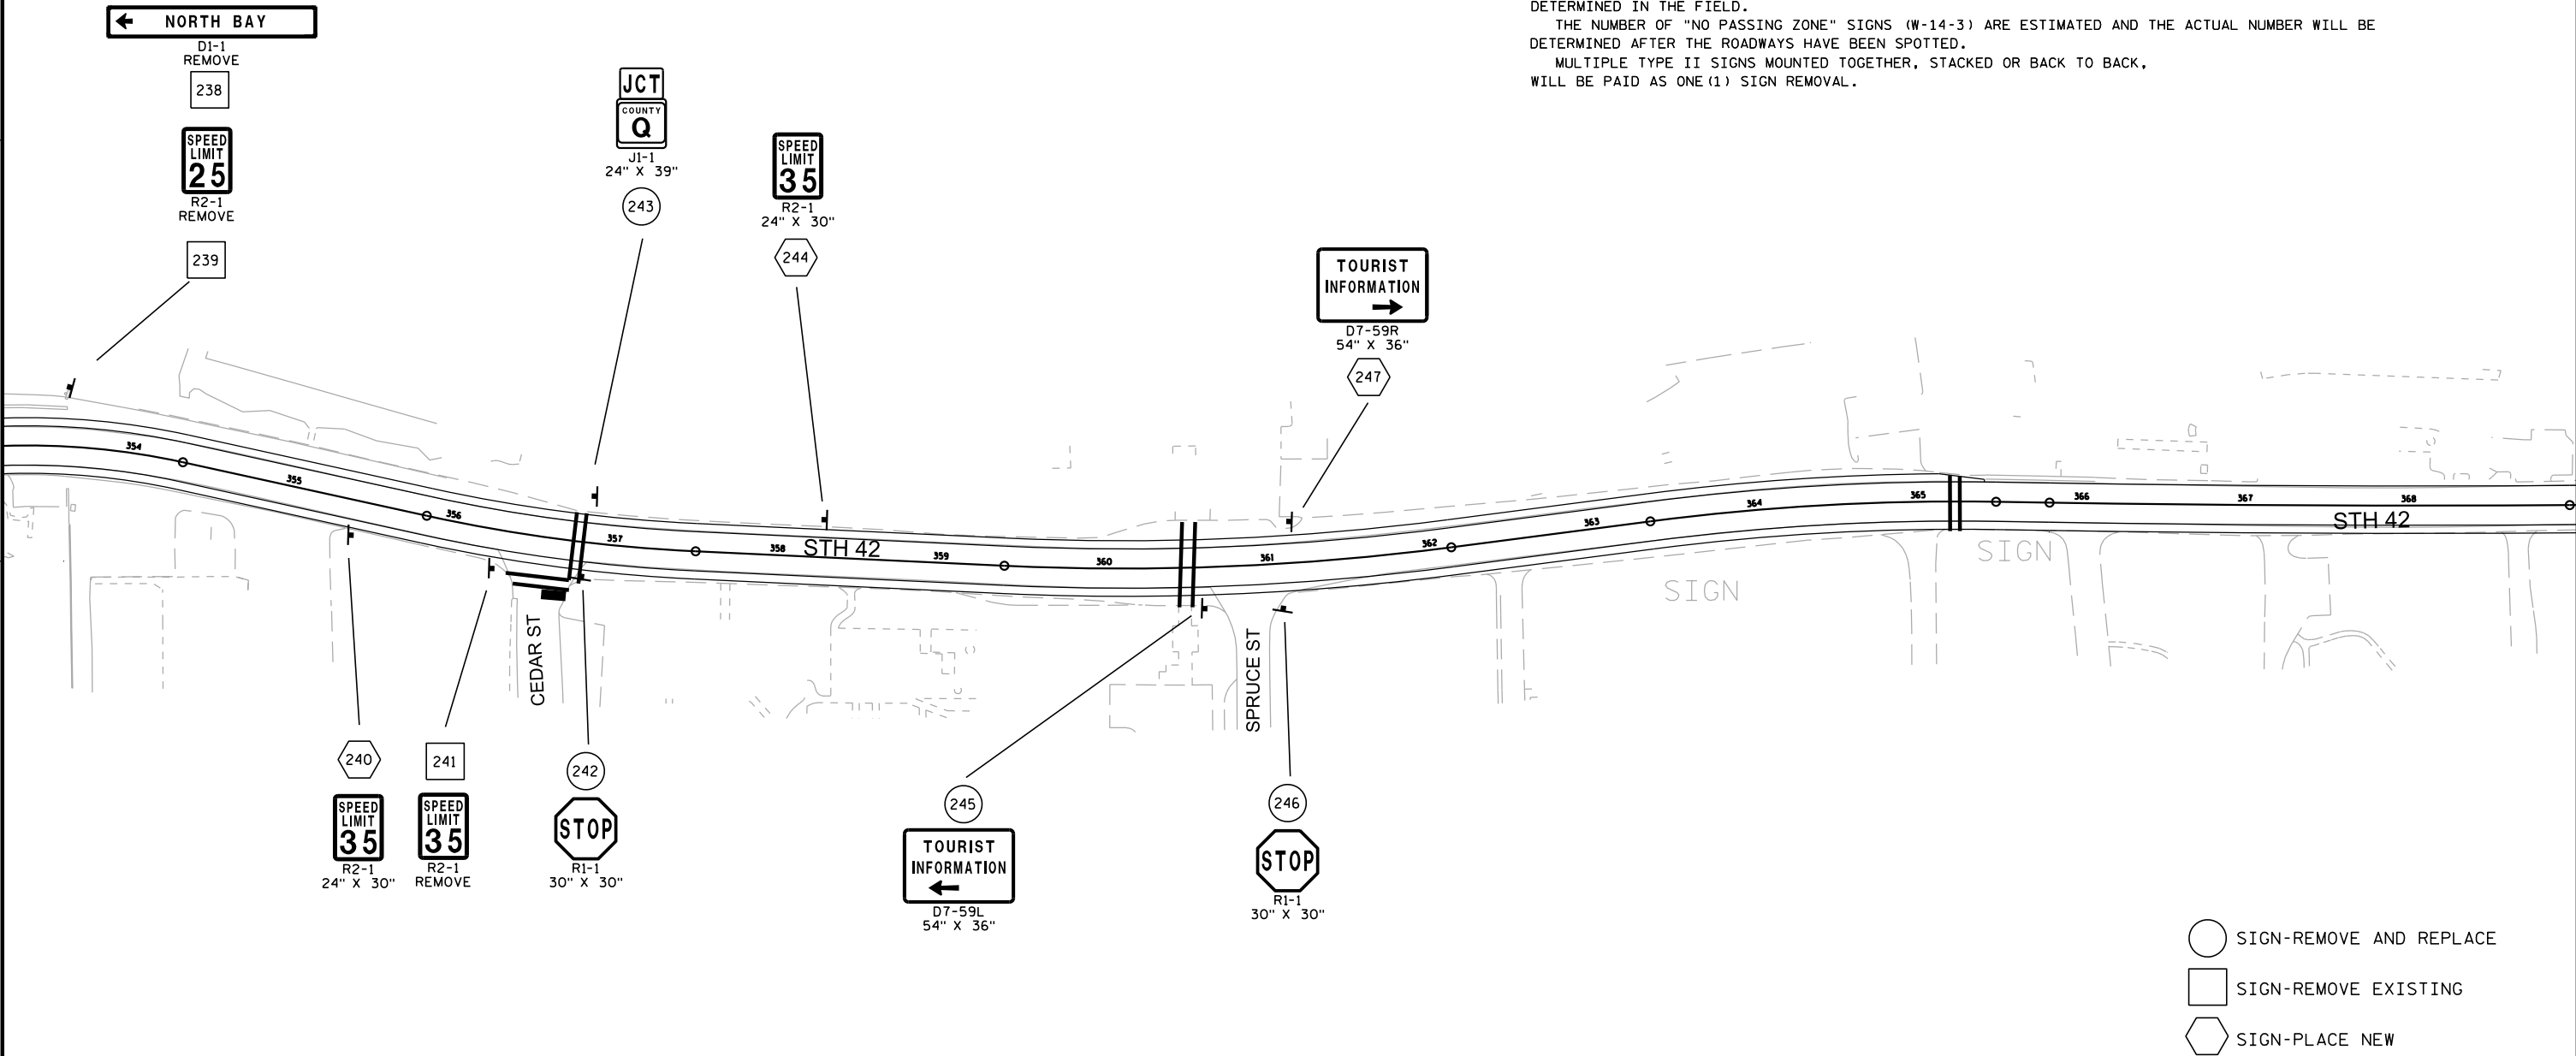 DETERMINED IN THE FIELD.
THE NUMBER OF "NO PASSING ZONE" SIGNS (W-14-3) ARE ESTIMATED AND THE ACTUAL NUMBER WILL BE
DETERMINED AFTER THE ROADWAYS HAVE BEEN SPOTTED.
MULTIPLE TYPE II SIGNS MOUNTED TOGETHER, STACKED OR BACK TO BACK,
WILL BE PAID AS ONE(1) SIGN REMOVAL.
NORTH BAY
D1-1
REMOVE
238
SPEED
LIMIT
25
R2-1
REMOVE
239
JCT
COUNTY
Q
J1-1
24" X 39"
243
SPEED
LIMIT
35
R2-1
24" X 30"
244
TOURIST
INFORMATION
D7-59R
54" X 36"
247
354
355
356
357
358
STH 42
359
360
361
362
363
364
365
366
367
368
STH 42
SIGN
SIGN
CEDAR ST
SPRUCE ST
240
SPEED
LIMIT
35
R2-1
24" X 30"
241
SPEED
LIMIT
35
R2-1
REMOVE
242
STOP
R1-1
30" X 30"
245
TOURIST
INFORMATION
D7-59L
54" X 36"
246
STOP
R1-1
30" X 30"
SIGN-REMOVE AND REPLACE
SIGN-REMOVE EXISTING
SIGN-PLACE NEW